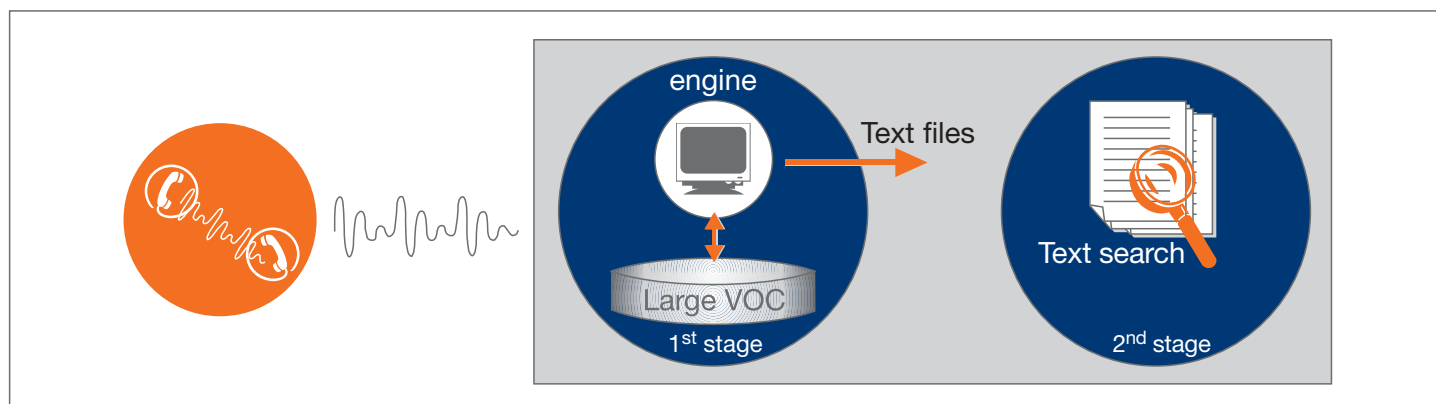 engine
Text files
Large VOC
1st stage
Text search
2nd stage